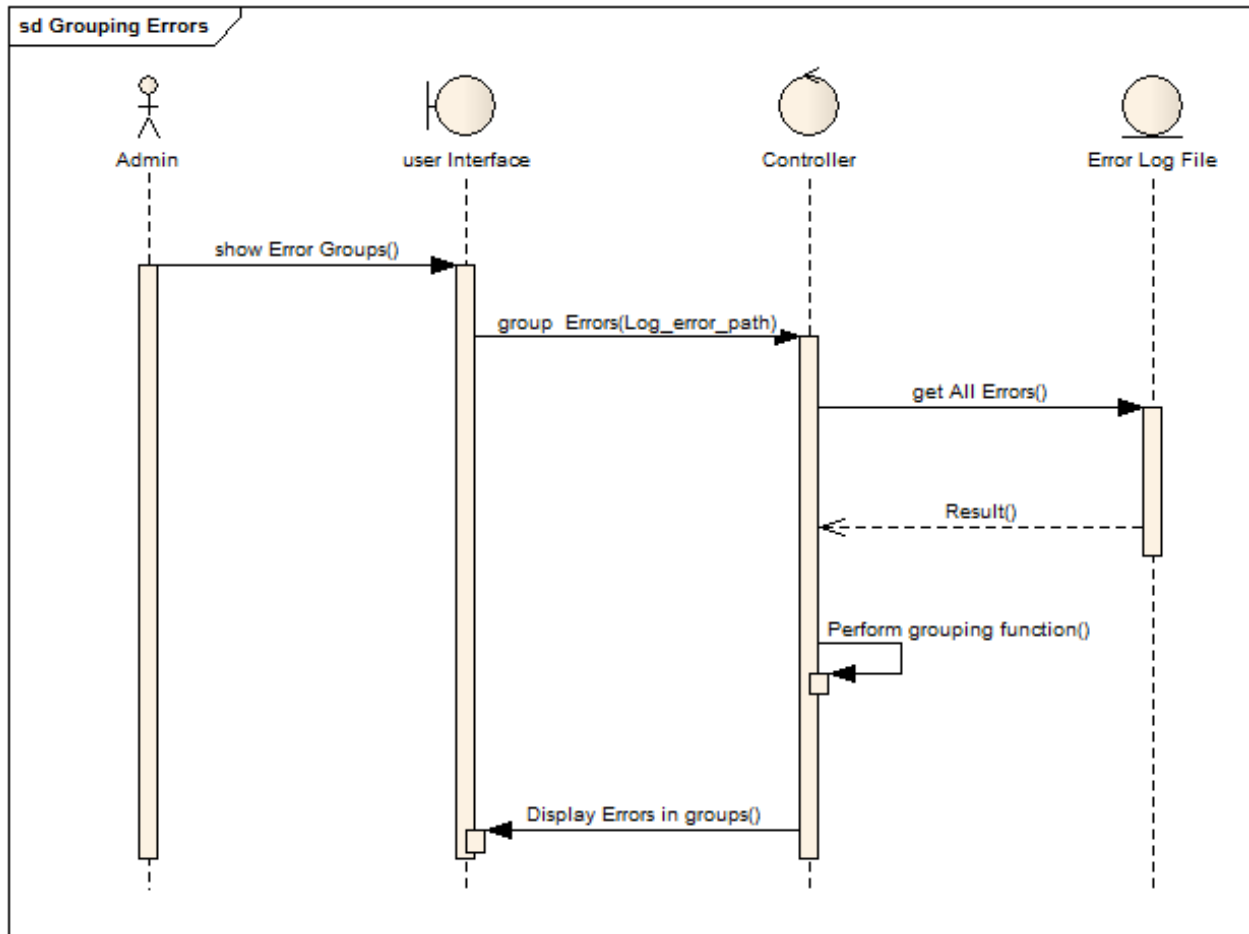 sd Grouping Errors
Admin
user Interface
Controller
Error Log File
show Error Groups()
group  Errors(Log_error_path)
get All Errors()
Result()
Perform grouping function()
Display Errors in groups()